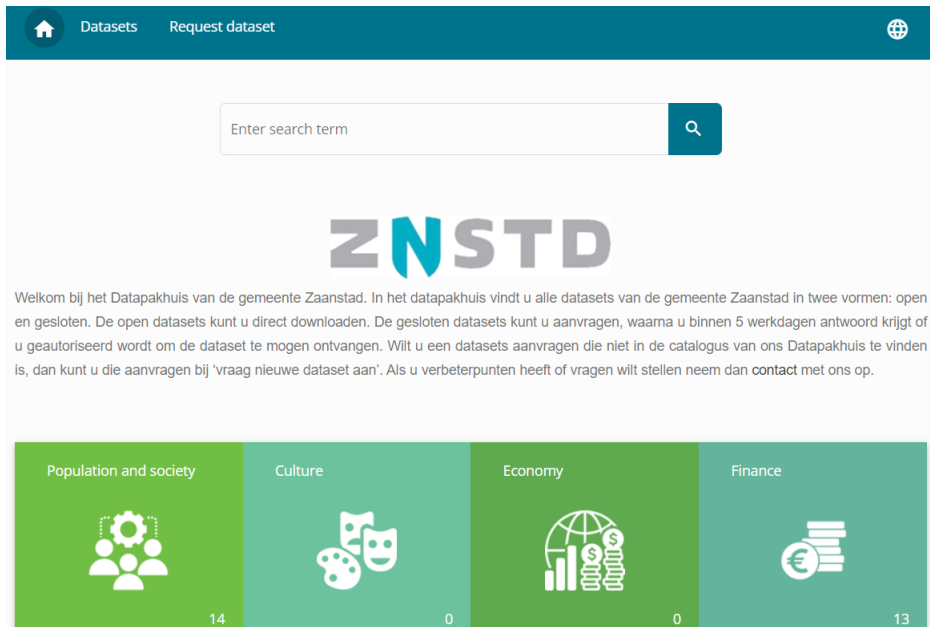 Datasets Request dataset
Enter search term
ZNSTD
Welkom bij het Datapakhuis van de gemeente Zaanstad. In het datapakhuis vindt u alle datasets van de gemeente Zaanstad in twee vormen: open
en gesloten. De open datasets kunt u direct downloaden. De gesloten datasets kunt u aanvragen, waarna u binnen 5 werkdagen antwoord krijgt of
u geautoriseerd wordt om de dataset te mogen ontvangen. Wilt u een datasets aanvragen die niet in de catalogus van ons Datapakhuis te vinden
is, dan kunt u die aanvragen bij ‘vraag nieuwe dataset aan’. Als u verbeterpunten heeft of vragen wilt stellen neem dan contact met ons op.
Population and society Culture Economy Finance
$ $ €
14 0 0 13